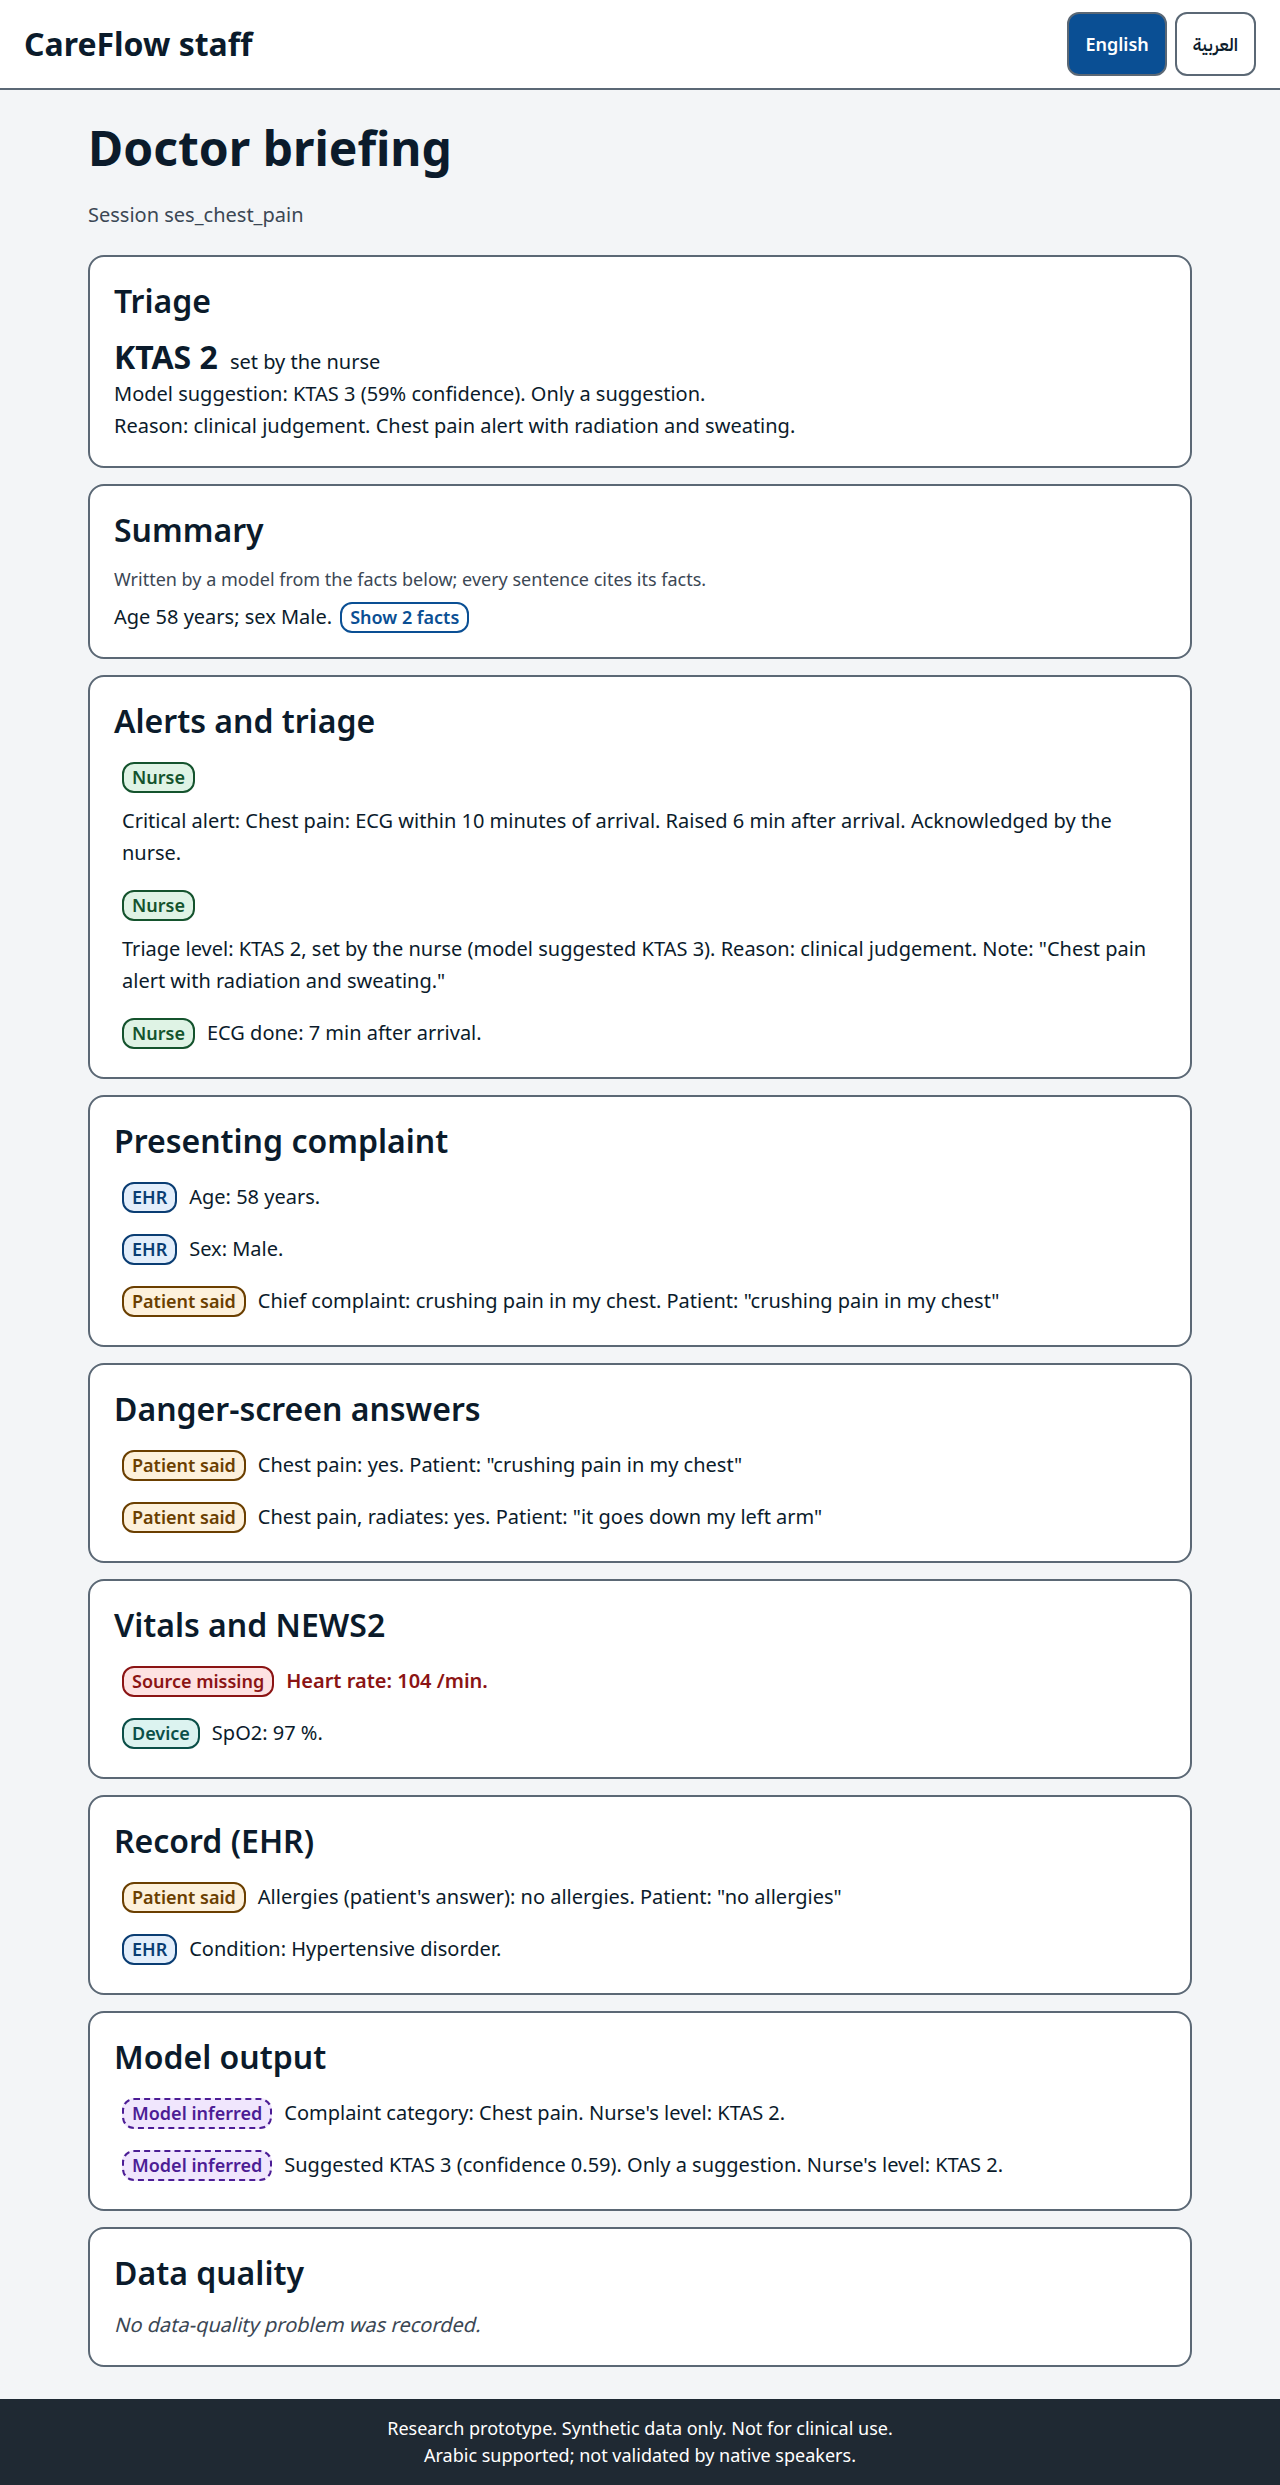 CareFlow staff
English
العربية
Doctor briefing
Session ses_chest_pain
Triage
KTAS 2 set by the nurse
Model suggestion: KTAS 3 (59% confidence). Only a suggestion.
Reason: clinical judgement. Chest pain alert with radiation and sweating.
Summary
Written by a model from the facts below; every sentence cites its facts.
Age 58 years; sex Male. Show 2 facts
Alerts and triage
Nurse
Critical alert: Chest pain: ECG within 10 minutes of arrival. Raised 6 min after arrival. Acknowledged by the
nurse.
Nurse
Triage level: KTAS 2, set by the nurse (model suggested KTAS 3). Reason: clinical judgement. Note: "Chest pain
alert with radiation and sweating."
Nurse ECG done: 7 min after arrival.
Presenting complaint
EHR Age: 58 years.
EHR Sex: Male.
Patient said Chief complaint: crushing pain in my chest. Patient: "crushing pain in my chest"
Danger-screen answers
Patient said Chest pain: yes. Patient: "crushing pain in my chest"
Patient said Chest pain, radiates: yes. Patient: "it goes down my left arm"
Vitals and NEWS2
Source missing Heart rate: 104 /min.
Device SpO2: 97 %.
Record (EHR)
Patient said Allergies (patient's answer): no allergies. Patient: "no allergies"
EHR Condition: Hypertensive disorder.
Model output
Model inferred Complaint category: Chest pain. Nurse's level: KTAS 2.
Model inferred Suggested KTAS 3 (confidence 0.59). Only a suggestion. Nurse's level: KTAS 2.
Data quality
No data-quality problem was recorded.
Research prototype. Synthetic data only. Not for clinical use.
Arabic supported; not validated by native speakers.